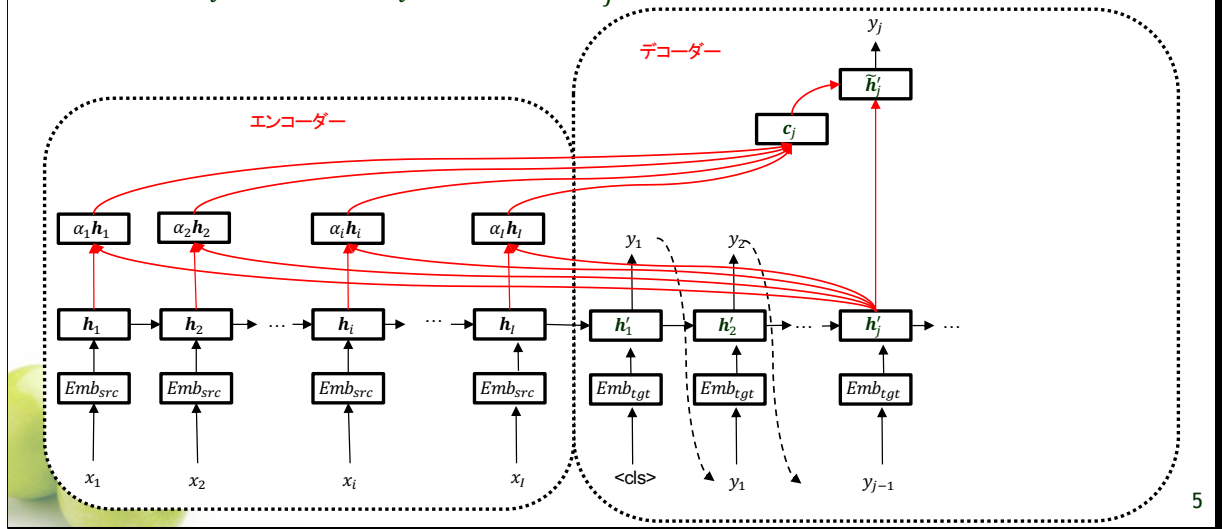 y_j
デコーダー
h̃′_j
エンコーダー
c_j
α_1h_1 α_2h_2 α_ih_i α_Ih_I
y_1 y_2
h_1 h_2 … h_i … h_I h′_1 h′_2 … h′_j …
Emb_src Emb_src Emb_src Emb_src Emb_tgt Emb_tgt Emb_tgt
x_1 x_2 x_i x_I <cls> y_1 y_{j−1}
5